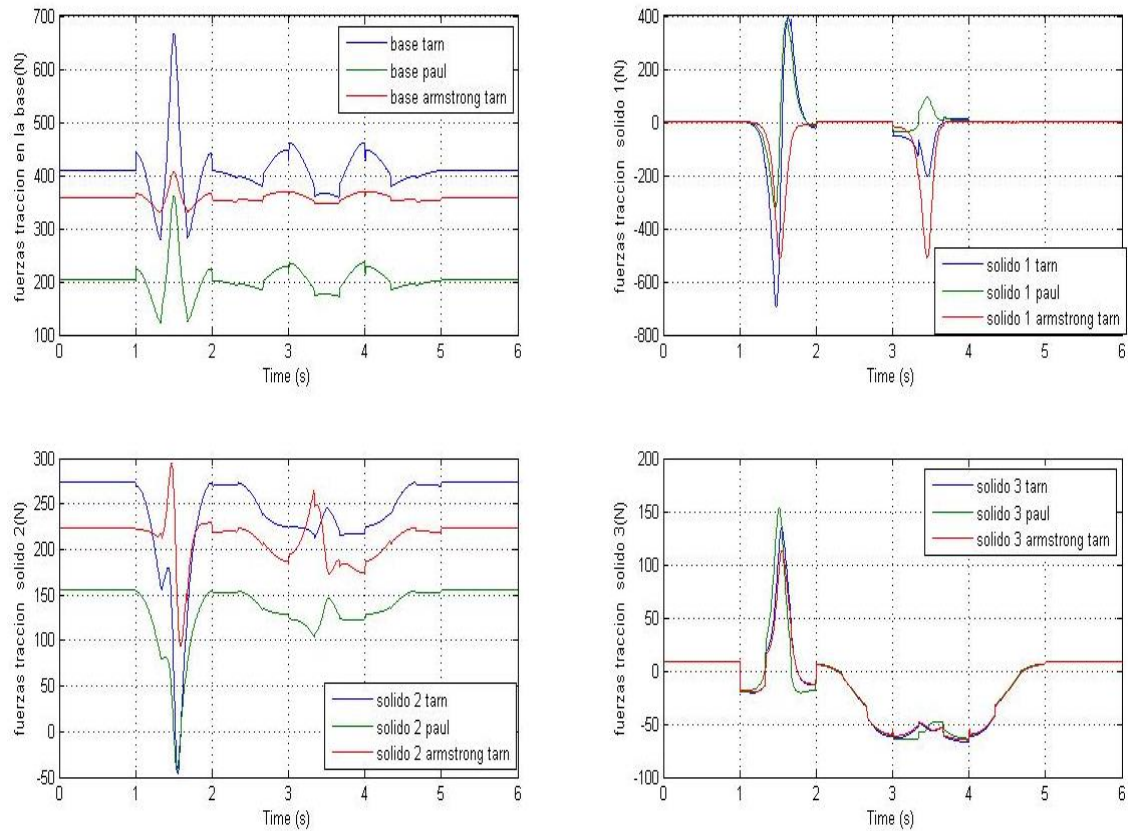 fuerzas traccion en la base(N)
700
600
500
400
300
200
100
0
1
2
3
4
5
6
Time (s)
base tarn
base paul
base armstrong tarn
fuerzas traccion solido 1(N)
400
200
0
-200
-400
-600
-800
0
1
2
3
4
5
6
Time (s)
solido 1 tarn
solido 1 paul
solido 1 armstrong tarn
fuerzas traccion solido 2(N)
300
250
200
150
100
50
0
-50
0
1
2
3
4
5
6
Time (s)
solido 2 tarn
solido 2 paul
solido 2 armstrong tarn
fuerzas traccion solido 3(N)
200
150
100
50
0
-50
-100
0
1
2
3
4
5
6
Time (s)
solido 3 tarn
solido 3 paul
solido 3 armstrong tarn